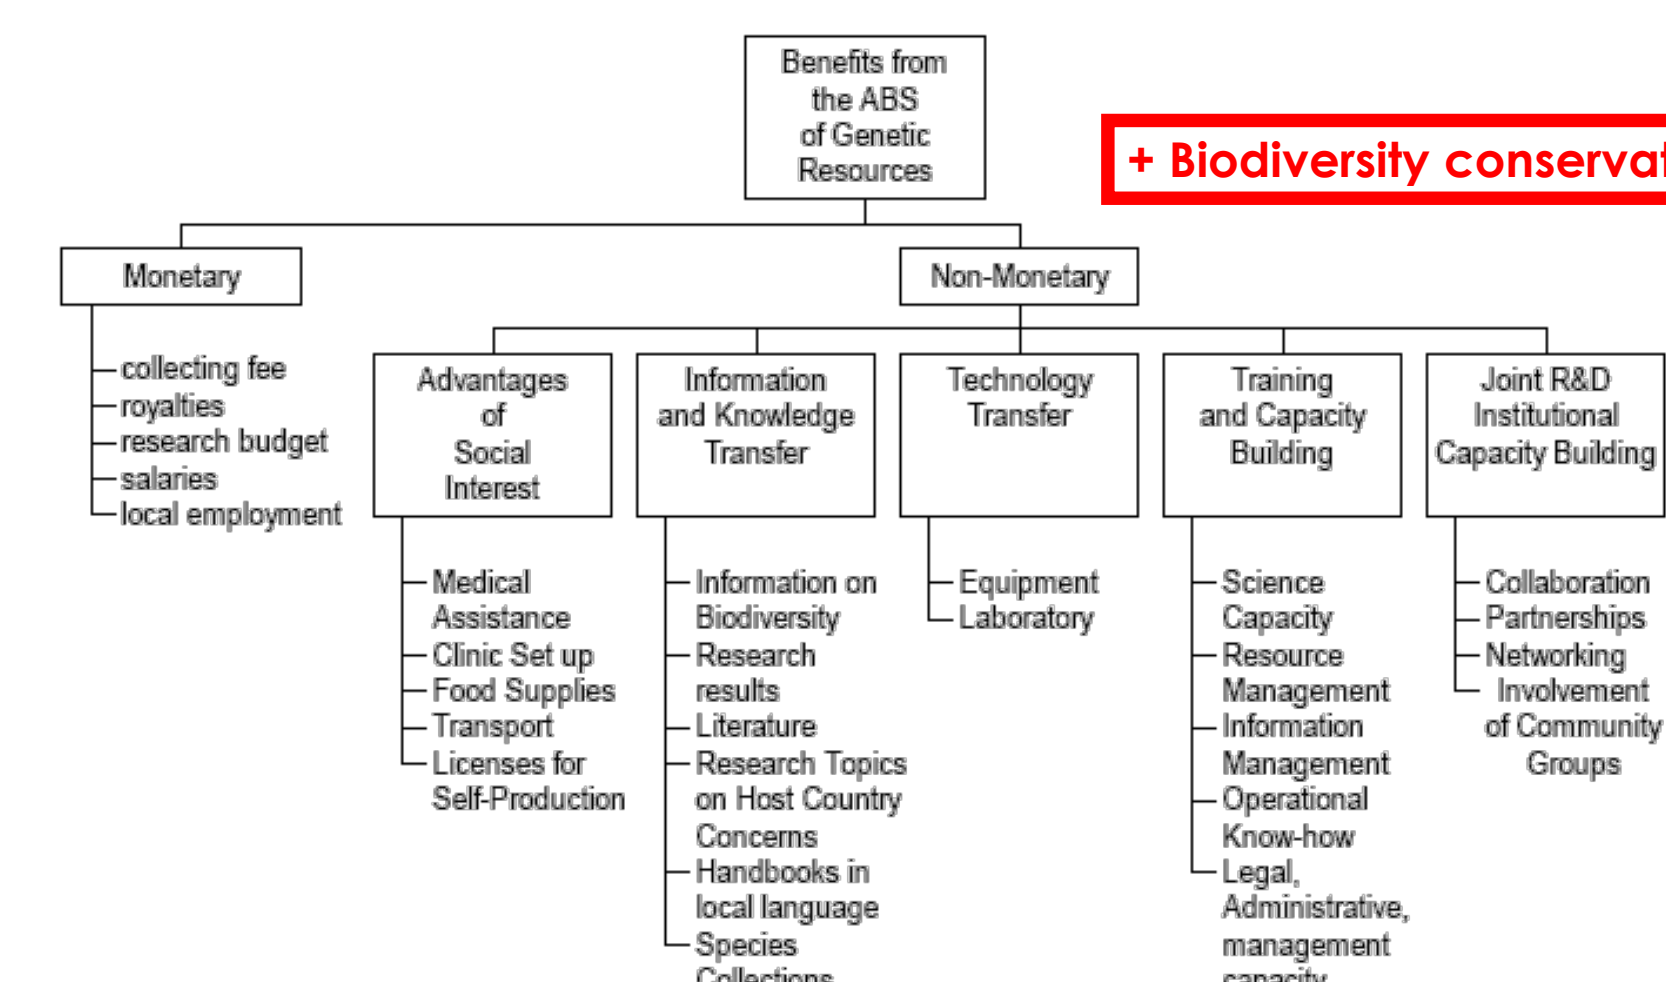 Benefits from
the ABS
of Genetic
Resources
+ Biodiversity conservat
Monetary
collecting fee
royalties
research budget
salaries
local employment
Non-Monetary
Advantages
of
Social
Interest
Medical
Assistance
Clinic Set up
Food Supplies
Transport
Licenses for
Self-Production
Information
and Knowledge
Transfer
Information on
Biodiversity
Research
results
Literature
Research Topics
on Host Country
Concerns
Handbooks in
local language
Species
Collections
Technology
Transfer
Equipment
Laboratory
Training
and Capacity
Building
Science
Capacity
Resource
Management
Information
Management
Operational
Know-how
Legal,
Administrative,
management
capacity
Joint R&D
Institutional
Capacity Building
Collaboration
Partnerships
Networking
Involvement
of Community
Groups